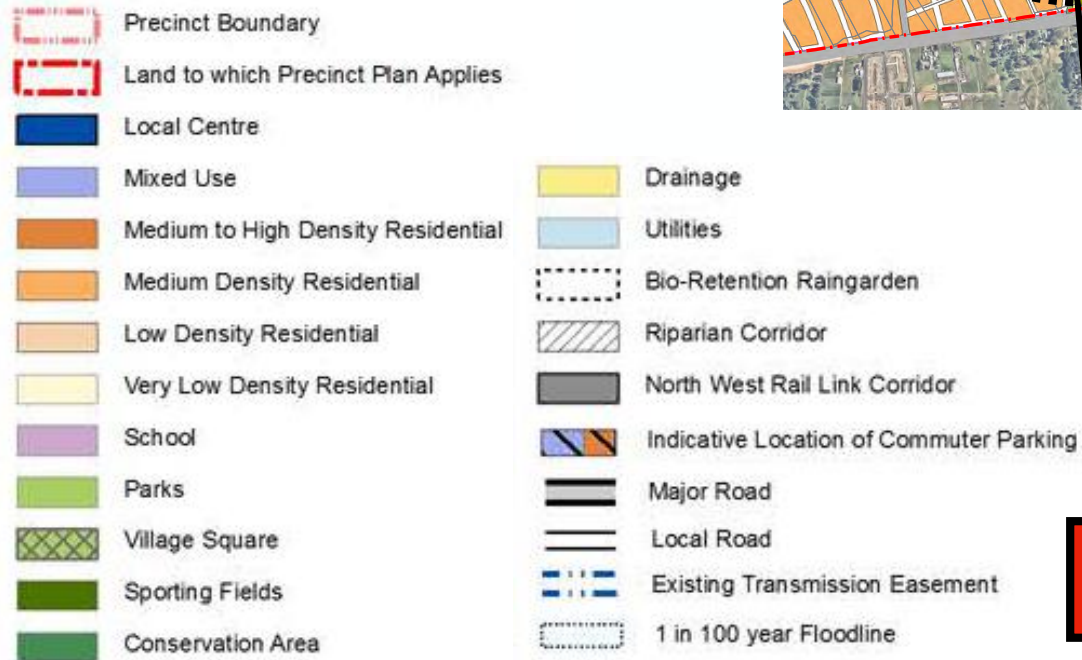 Precinct Boundary
Land to which Precinct Plan Applies
Local Centre
Mixed Use
Medium to High Density Residential
Medium Density Residential
Low Density Residential
Very Low Density Residential
School
Parks
Village Square
Sporting Fields
Conservation Area
Drainage
Utilities
Bio-Retention Raingarden
Riparian Corridor
North West Rail Link Corridor
Indicative Location of Commuter Parking
Major Road
Local Road
Existing Transmission Easement
1 in 100 year Floodline